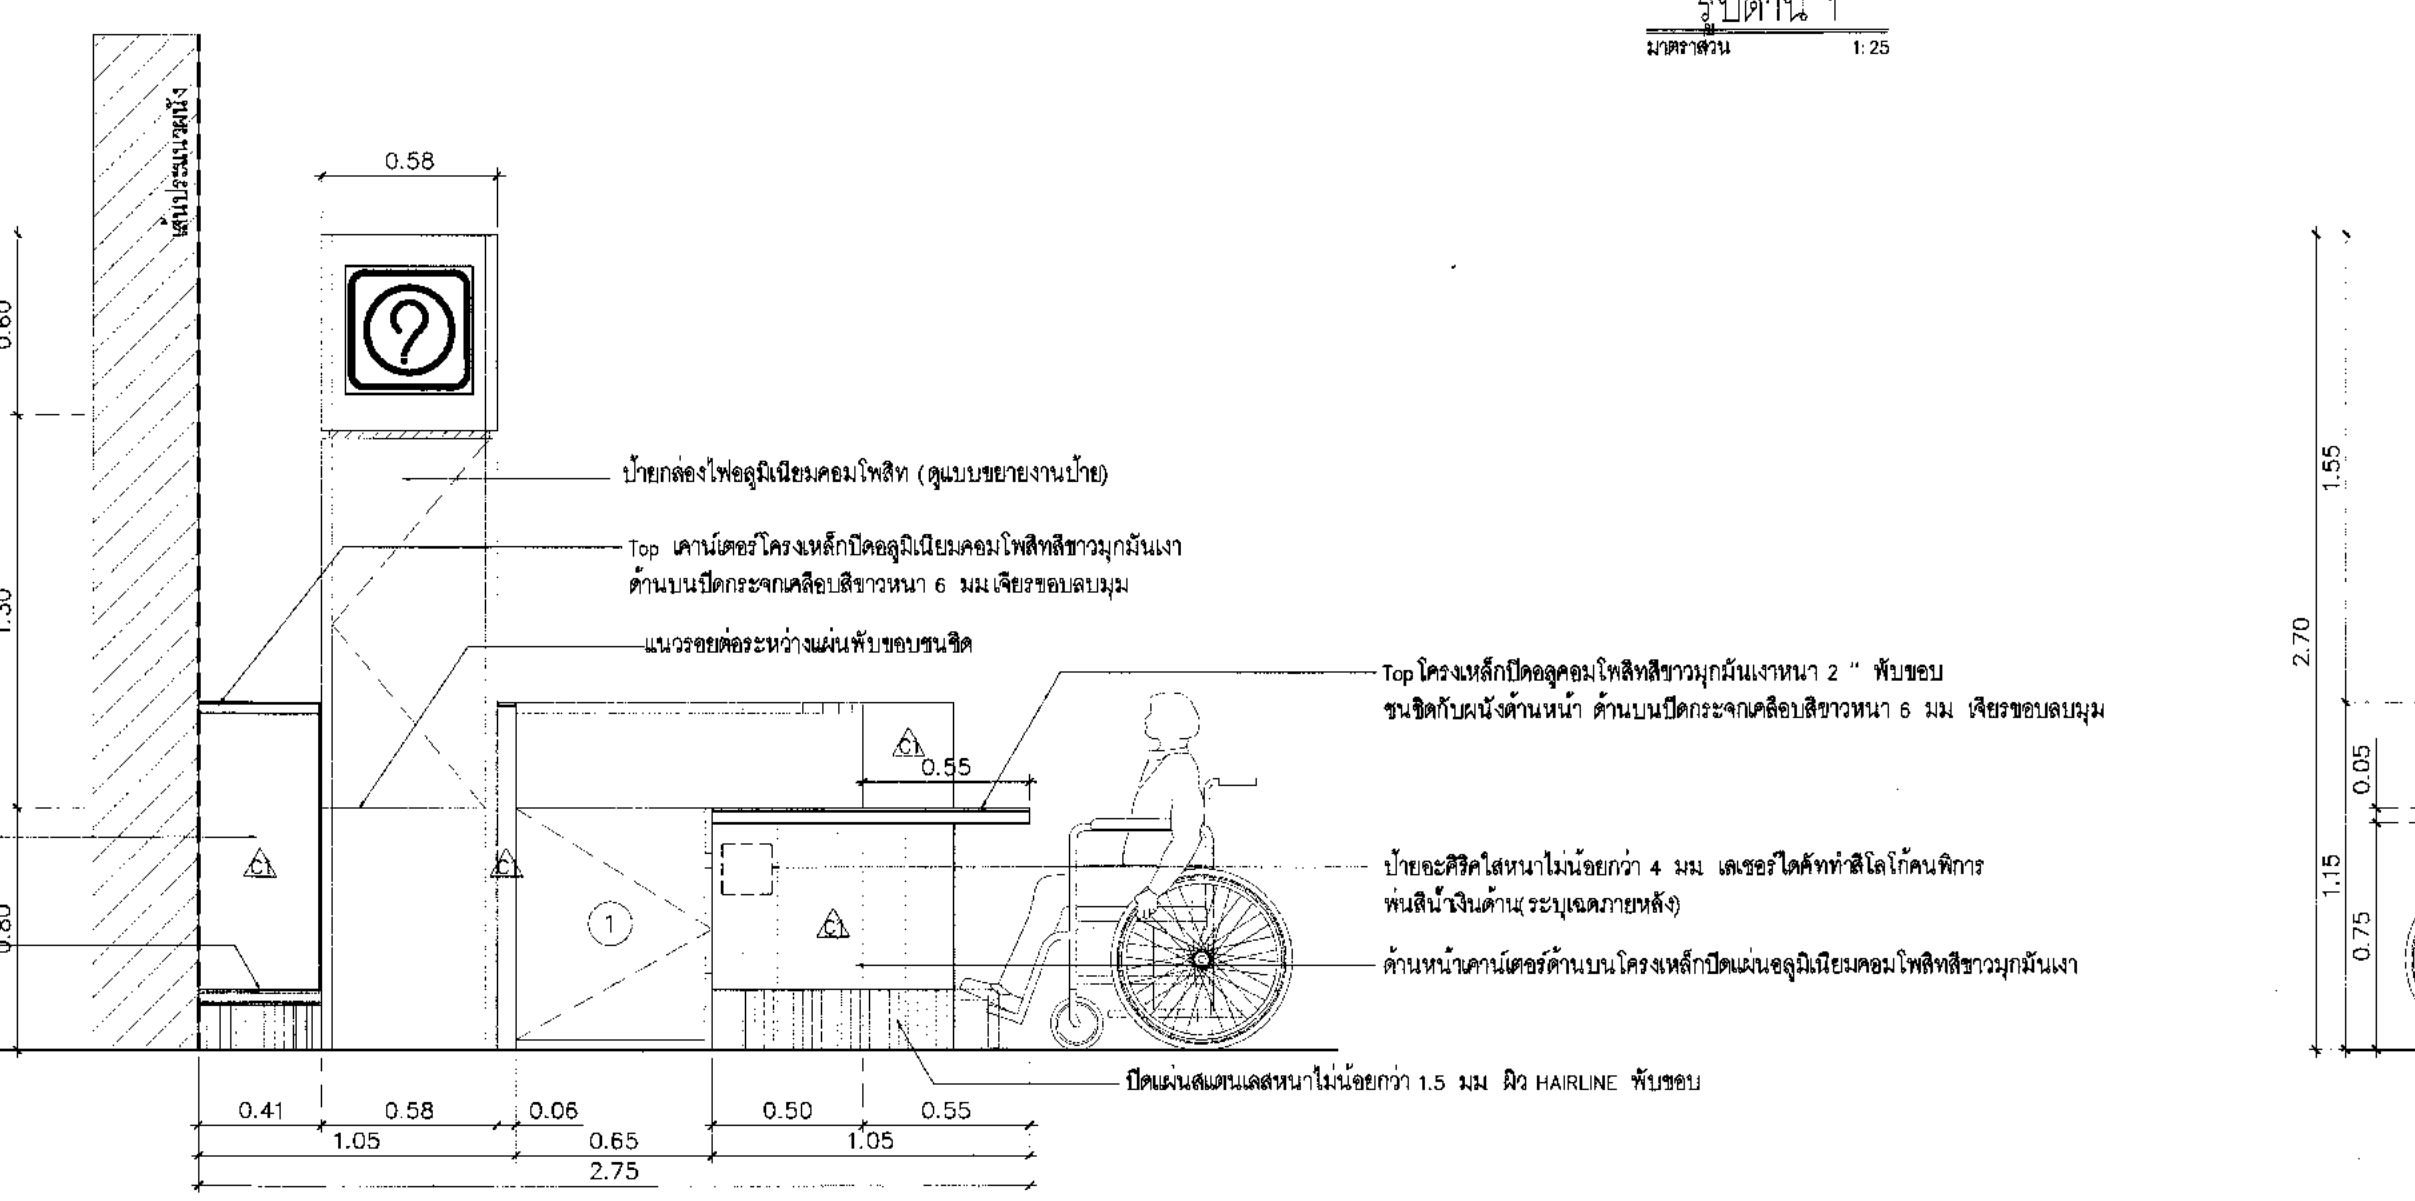 รูปด้าน 1
มาตราส่วน 1:25
เส้นประแนวผนัง
0.58
0.60
?
ป้ายกล่องไฟอลูมิเนียมคอมโพสิท (ดูแบบขยายงานป้าย)
1.55
Top เคาน์เตอร์โครงเหล็กปิดอลูมิเนียมคอมโพสิทสีขาวมุกมันเงา
ด้านบนปิดกระจกเคลือบสีขาวหนา 6 มม เจียรขอบลบมุม
1.30
แนวรอยต่อระหว่างแผ่นพับขอบชนชิด
2.70
Top โครงเหล็กปิดอลูคอมโพสิทสีขาวมุกมันเงาหนา 2 " พับขอบ
ชนชิดกับผนังด้านหน้า ด้านบนปิดกระจกเคลือบสีขาวหนา 6 มม เจียรขอบลบมุม
C1
0.55
0.05
C1
C1
ป้ายอะคิริคใสหนาไม่น้อยกว่า 4 มม เลเซอร์ไดคัททำสีโลโก้คนพิการ
พ่นสีน้ำเงินด้าน(ระบุเฉดภายหลัง)
1.15
0.80
1
C1
0.75
ด้านหน้าเคาน์เตอร์ด้านบนโครงเหล็กปิดแผ่นอลูมิเนียมคอมโพสิทสีขาวมุกมันเงา
ปิดแผ่นสแตนเลสหนาไม่น้อยกว่า 1.5 มม ผิว HAIRLINE พับขอบ
0.41 0.58 0.06 0.50 0.55
1.05 0.65 1.05
2.75